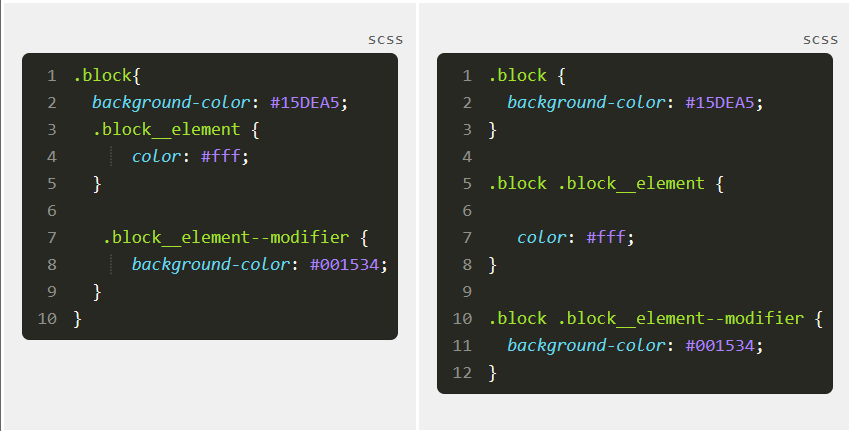 scss
1 .block{
2 background-color: #15DEA5;
3 .block__element {
4 color: #fff;
5 }
6
7 .block__element--modifier {
8 background-color: #001534;
9 }
10 }
scss
1 .block {
2 background-color: #15DEA5;
3 }
4
5 .block .block__element {
6
7 color: #fff;
8 }
9
10 .block .block__element--modifier {
11 background-color: #001534;
12 }